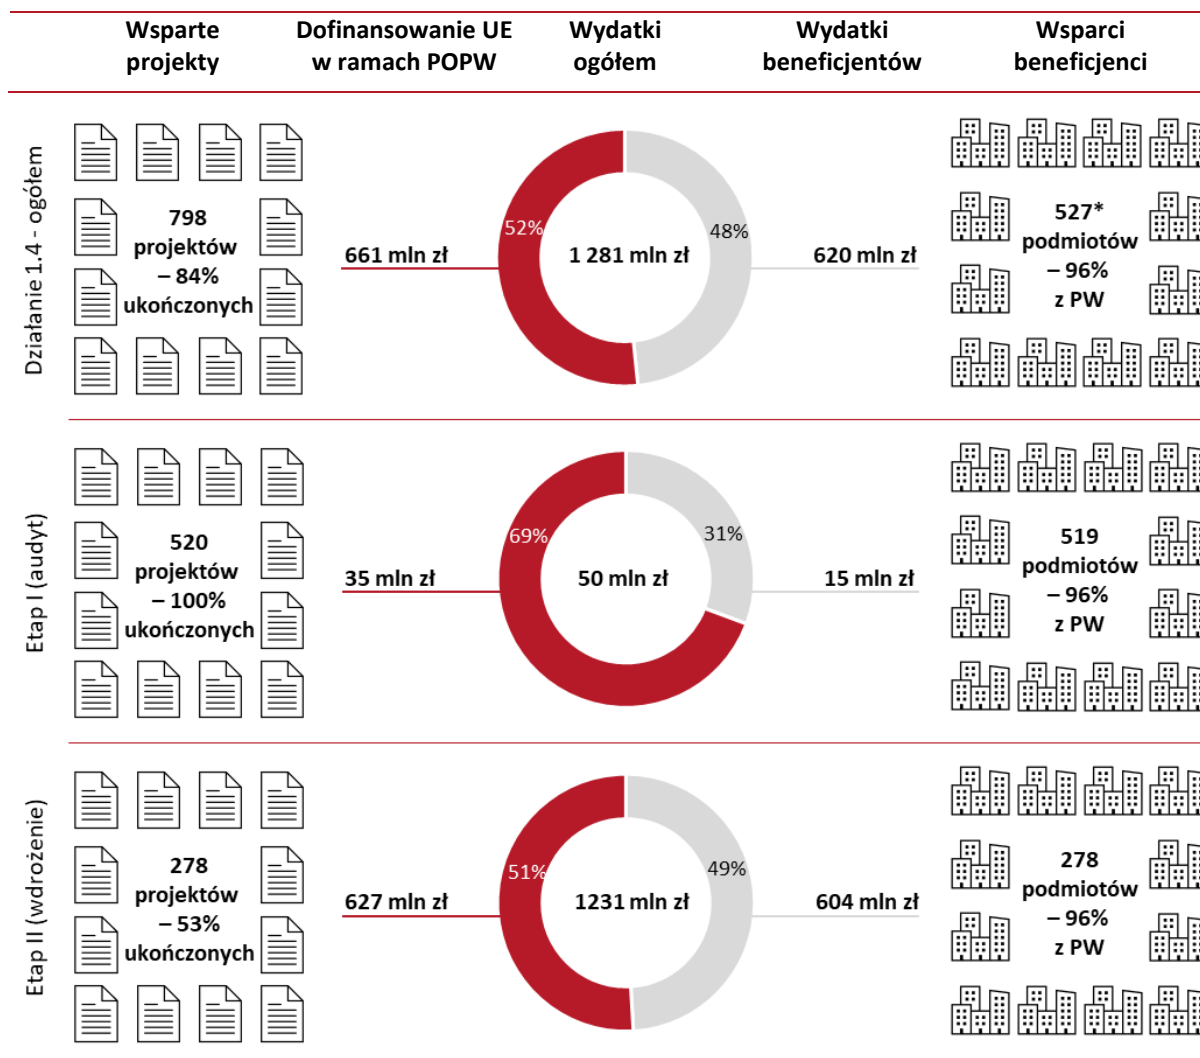 Wsparte
projekty
Dofinansowanie UE
w ramach POPW
Wydatki
ogółem
Wydatki
beneficjentów
Wsparci
beneficjenci
Działanie 1.4 - ogółem
798
projektów
– 84%
ukończonych
661 mln zł
52%
1 281 mln zł
48%
620 mln zł
527*
podmiotów
– 96%
z PW
Etap I (audyt)
520
projektów
– 100%
ukończonych
35 mln zł
69%
50 mln zł
31%
15 mln zł
519
podmiotów
– 96%
z PW
Etap II (wdrożenie)
278
projektów
– 53%
ukończonych
627 mln zł
51%
1231 mln zł
49%
604 mln zł
278
podmiotów
– 96%
z PW